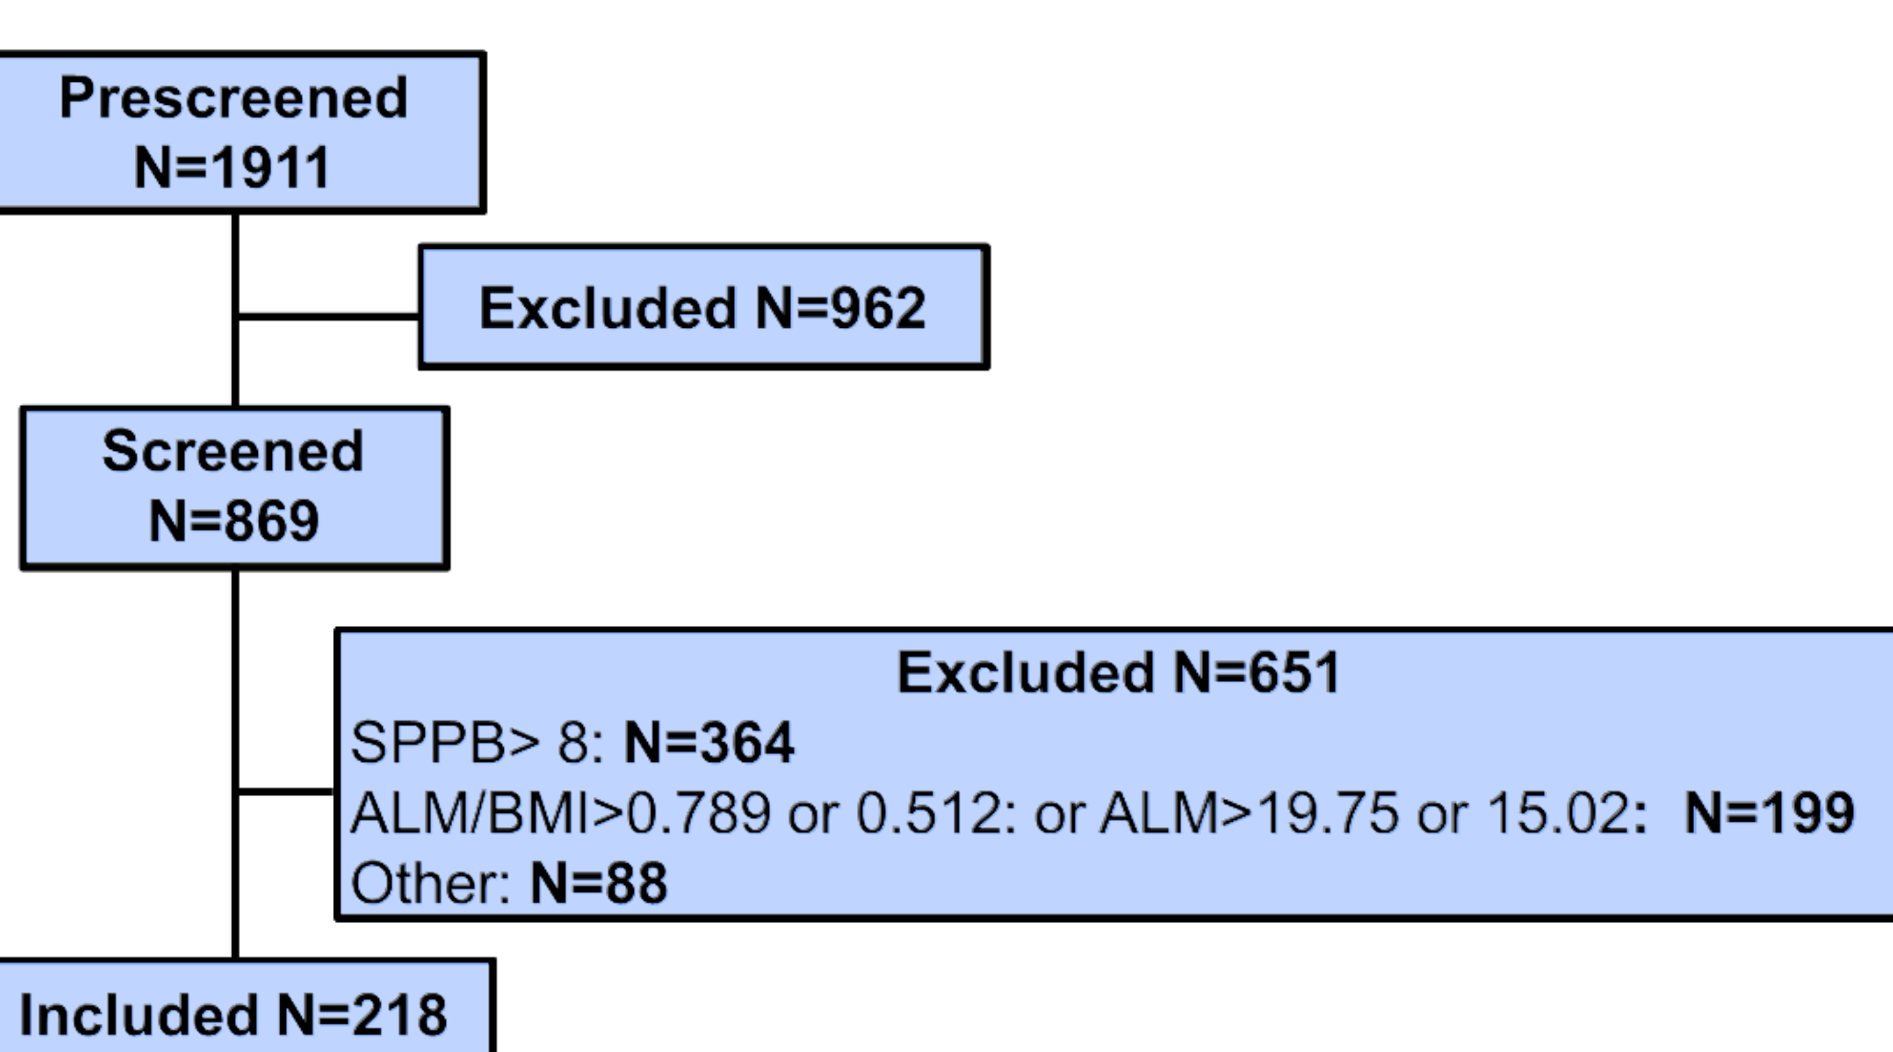 Prescreened
N=1911
Excluded N=962
Screened
N=869
Excluded N=651
SPPB> 8: N=364
ALM/BMI>0.789 or 0.512: or ALM>19.75 or 15.02: N=199
Other: N=88
Included N=218